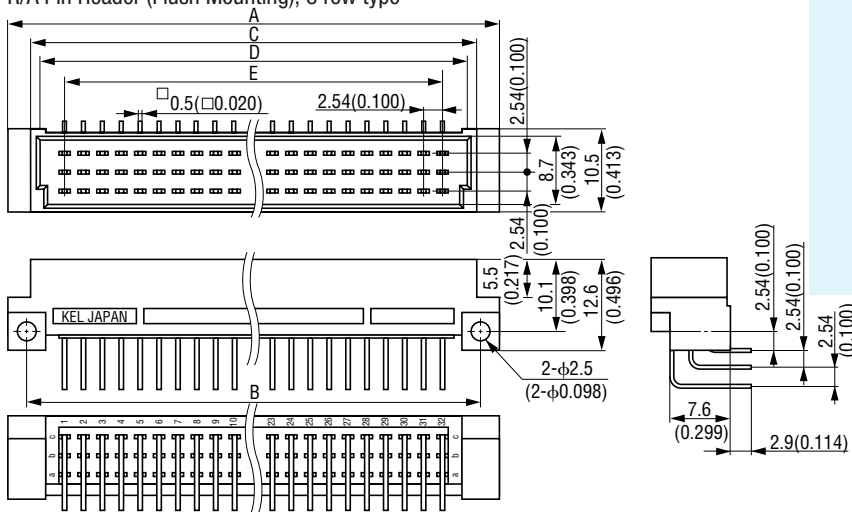 R/A Pin Header (Flush Mounting), 3 row type
A
C
D
E
□0.5(□0.020)
2.54(0.100)
2.54(0.100)
8.7
(0.343)
10.5
(0.413)
2.54
(0.100)
5.5
(0.217)
10.1
(0.398)
12.6
(0.496)
KEL JAPAN
2-ϕ2.5
(2-ϕ0.098)
B
2.54(0.100)
2.54(0.100)
2.54
(0.100)
7.6
(0.299)
2.9(0.114)
1 2 3 4 5 6 7 8 9 10 23 24 25 26 27 28 29 30 31 32
c c
b b
a a